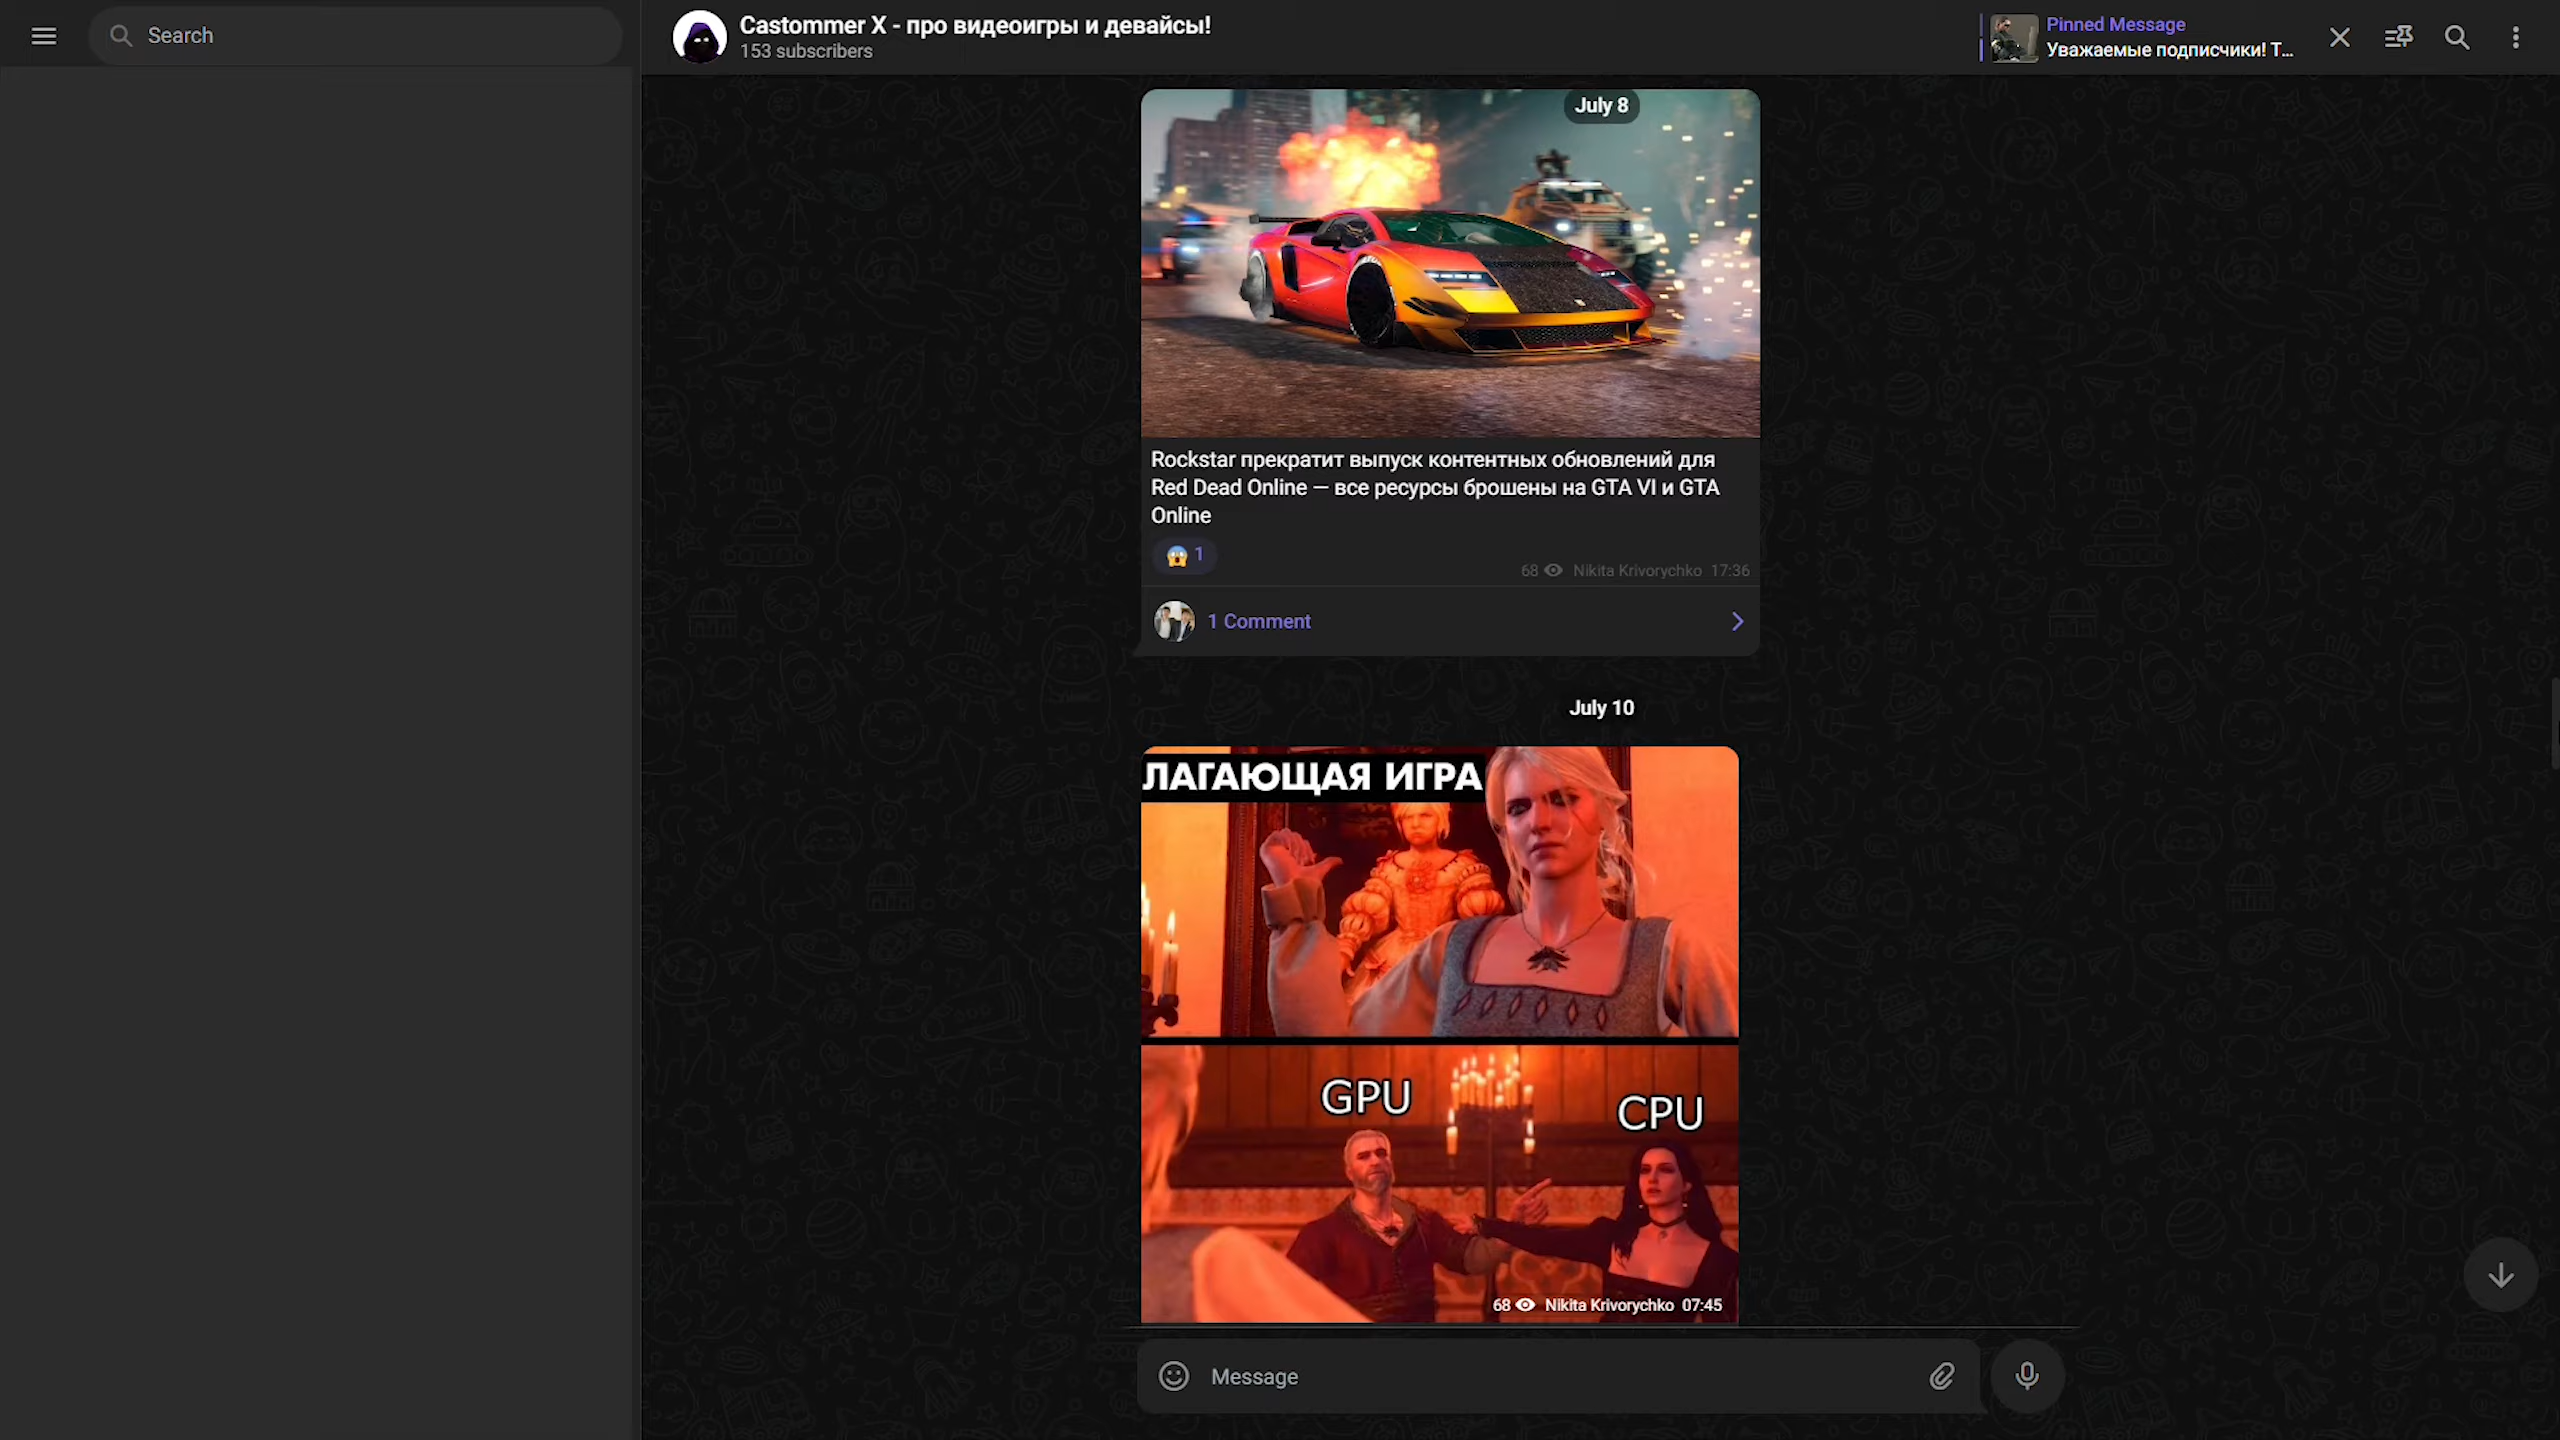 Search
Castommer X - про видеоигры и девайсы!
153 subscribers
Pinned Message
Уважаемые подписчики! Т...
July 8
Rockstar прекратит выпуск контентных обновлений для
Red Dead Online — все ресурсы брошены на GTA VI и GTA
Online
1
68 Nikita Krivorychko 17:36
1 Comment
July 10
ЛАГАЮЩАЯ ИГРА
GPU
CPU
68 Nikita Krivorychko 07:45
Message